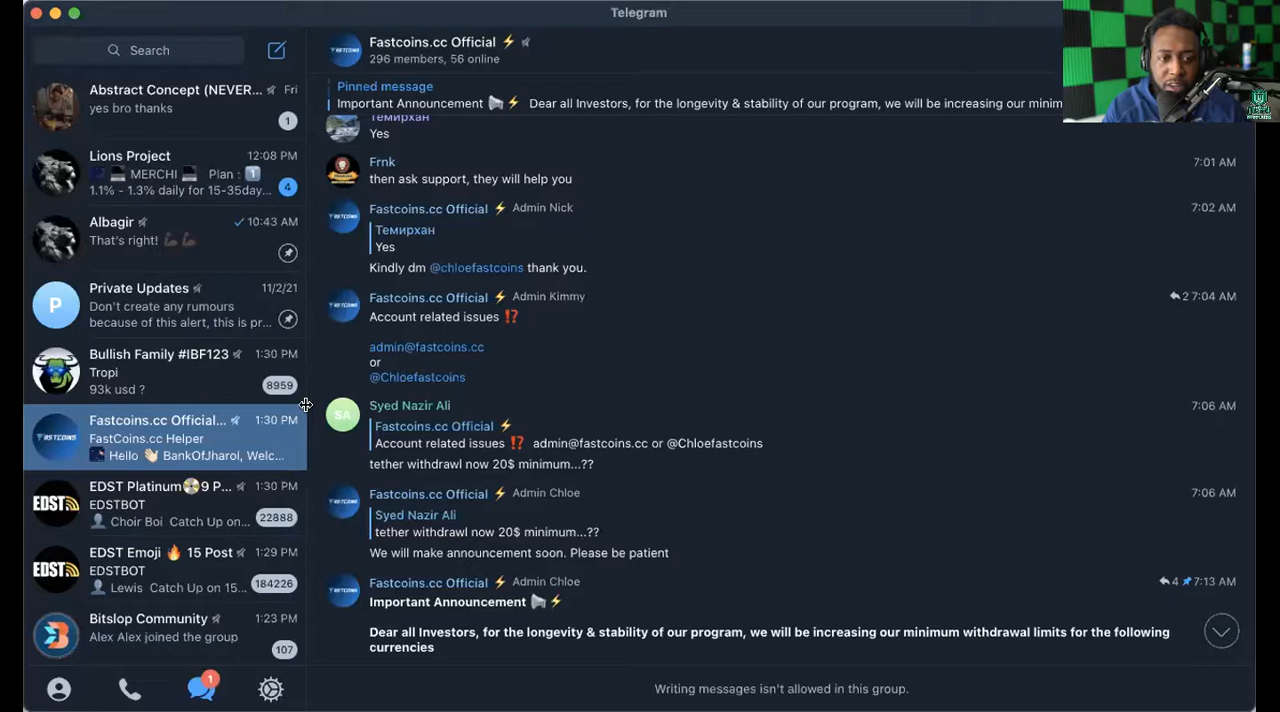 Telegram
Search
Abstract Concept (NEVER... Fri
yes bro thanks
1
Lions Project 12:08 PM
MERCHI Plan : 1
1.1% - 1.3% daily for 15-35day...
4
Albagir 10:43 AM
That's right!
P
Private Updates 11/2/21
Don't create any rumours
because of this alert, this is pr...
Bullish Family #IBF123 1:30 PM
Tropi
93k usd ?
8959
FASTCOINS
Fastcoins.cc Official... 1:30 PM
FastCoins.cc Helper
Hello 👋🏻 BankOfJharol, Welc...
EDST
EDST Platinum📀9 P... 1:30 PM
EDSTBOT
Choir Boi Catch Up on...
22888
EDST
EDST Emoji 🔥 15 Post 1:29 PM
EDSTBOT
Lewis Catch Up on 15...
184226
Bitslop Community 1:23 PM
Alex Alex joined the group
107
1
Fastcoins.cc Official ⚡
296 members, 56 online
Pinned message
Important Announcement 📢⚡ Dear all Investors, for the longevity & stability of our program, we will be increasing our minim
Темирхан
Yes
Frnk 7:01 AM
then ask support, they will help you
Fastcoins.cc Official ⚡ Admin Nick 7:02 AM
Темирхан
Yes
Kindly dm @chloefastcoins thank you.
Fastcoins.cc Official ⚡ Admin Kimmy 2 7:04 AM
Account related issues ⁉️
admin@fastcoins.cc
or
@Chloefastcoins
SA
Syed Nazir Ali 7:06 AM
Fastcoins.cc Official ⚡
Account related issues ⁉️ admin@fastcoins.cc or @Chloefastcoins
tether withdrawl now 20$ minimum...??
Fastcoins.cc Official ⚡ Admin Chloe 7:06 AM
Syed Nazir Ali
tether withdrawl now 20$ minimum...??
We will make announcement soon. Please be patient
Fastcoins.cc Official ⚡ Admin Chloe 4 7:13 AM
Important Announcement 📢⚡
Dear all Investors, for the longevity & stability of our program, we will be increasing our minimum withdrawal limits for the following
currencies
Writing messages isn't allowed in this group.